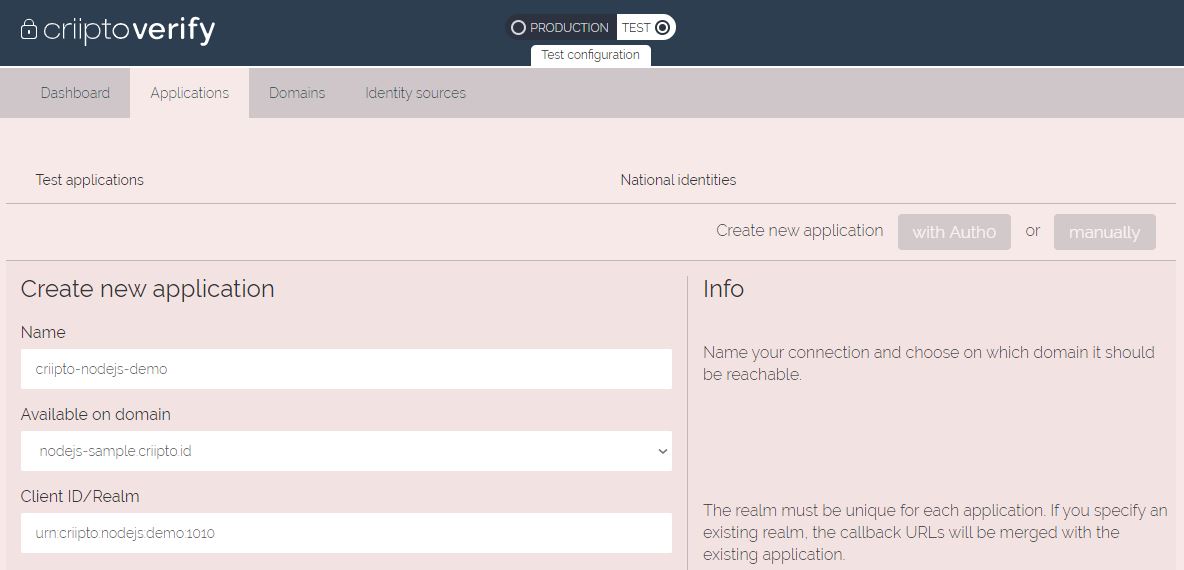 criiptoverify
PRODUCTION TEST
Test configuration
Dashboard Applications Domains Identity sources
Test applications National identities
Create new application with Auth0 or manually
Create new application
Name
criipto-nodejs-demo
Available on domain
nodejs-sample.criipto.id
Client ID/Realm
urn:criipto:nodejs:demo:1010
Info
Name your connection and choose on which domain it should
be reachable.
The realm must be unique for each application. If you specify an
existing realm, the callback URLs will be merged with the
existing application.